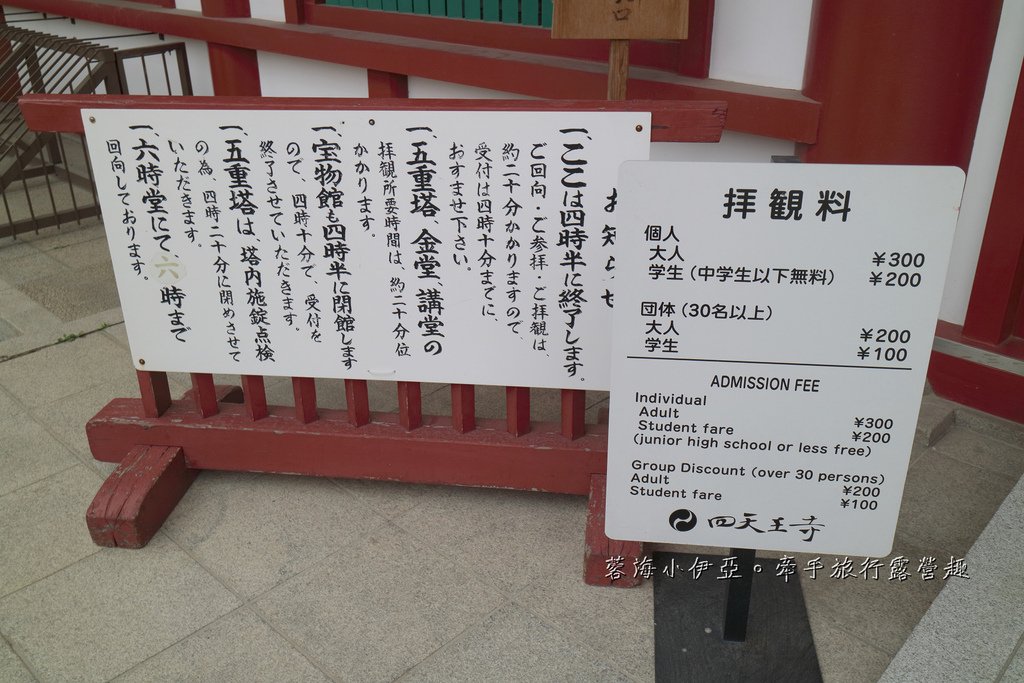 口
お知らせ
一、ここは四時半に終了します。
ご回向・ご参拝・ご拝観は、
約二十分かかりますので、
受付は四時十分までに、
おすませ下さい。
一、五重塔、金堂、講堂の
拝観所要時間は、約二十分位
かかります。
一、宝物館も四時半に閉館します
ので、四時十分で、受付を
終了させていただきます。
一、五重塔は、塔内施錠点検
の為、四時二十分に閉めさせて
いただきます。
一、六時堂にて、六時まで
回向しております。
拝観料
個人
大人 ¥300
学生(中学生以下無料) ¥200
団体(30名以上)
大人 ¥200
学生 ¥100
ADMISSION FEE
Individual
Adult ¥300
Student fare ¥200
(junior high school or less free)
Group Discount (over 30 persons)
Adult ¥200
Student fare ¥100
四天王寺
蓉海小伊亞。牽手旅行露營趣